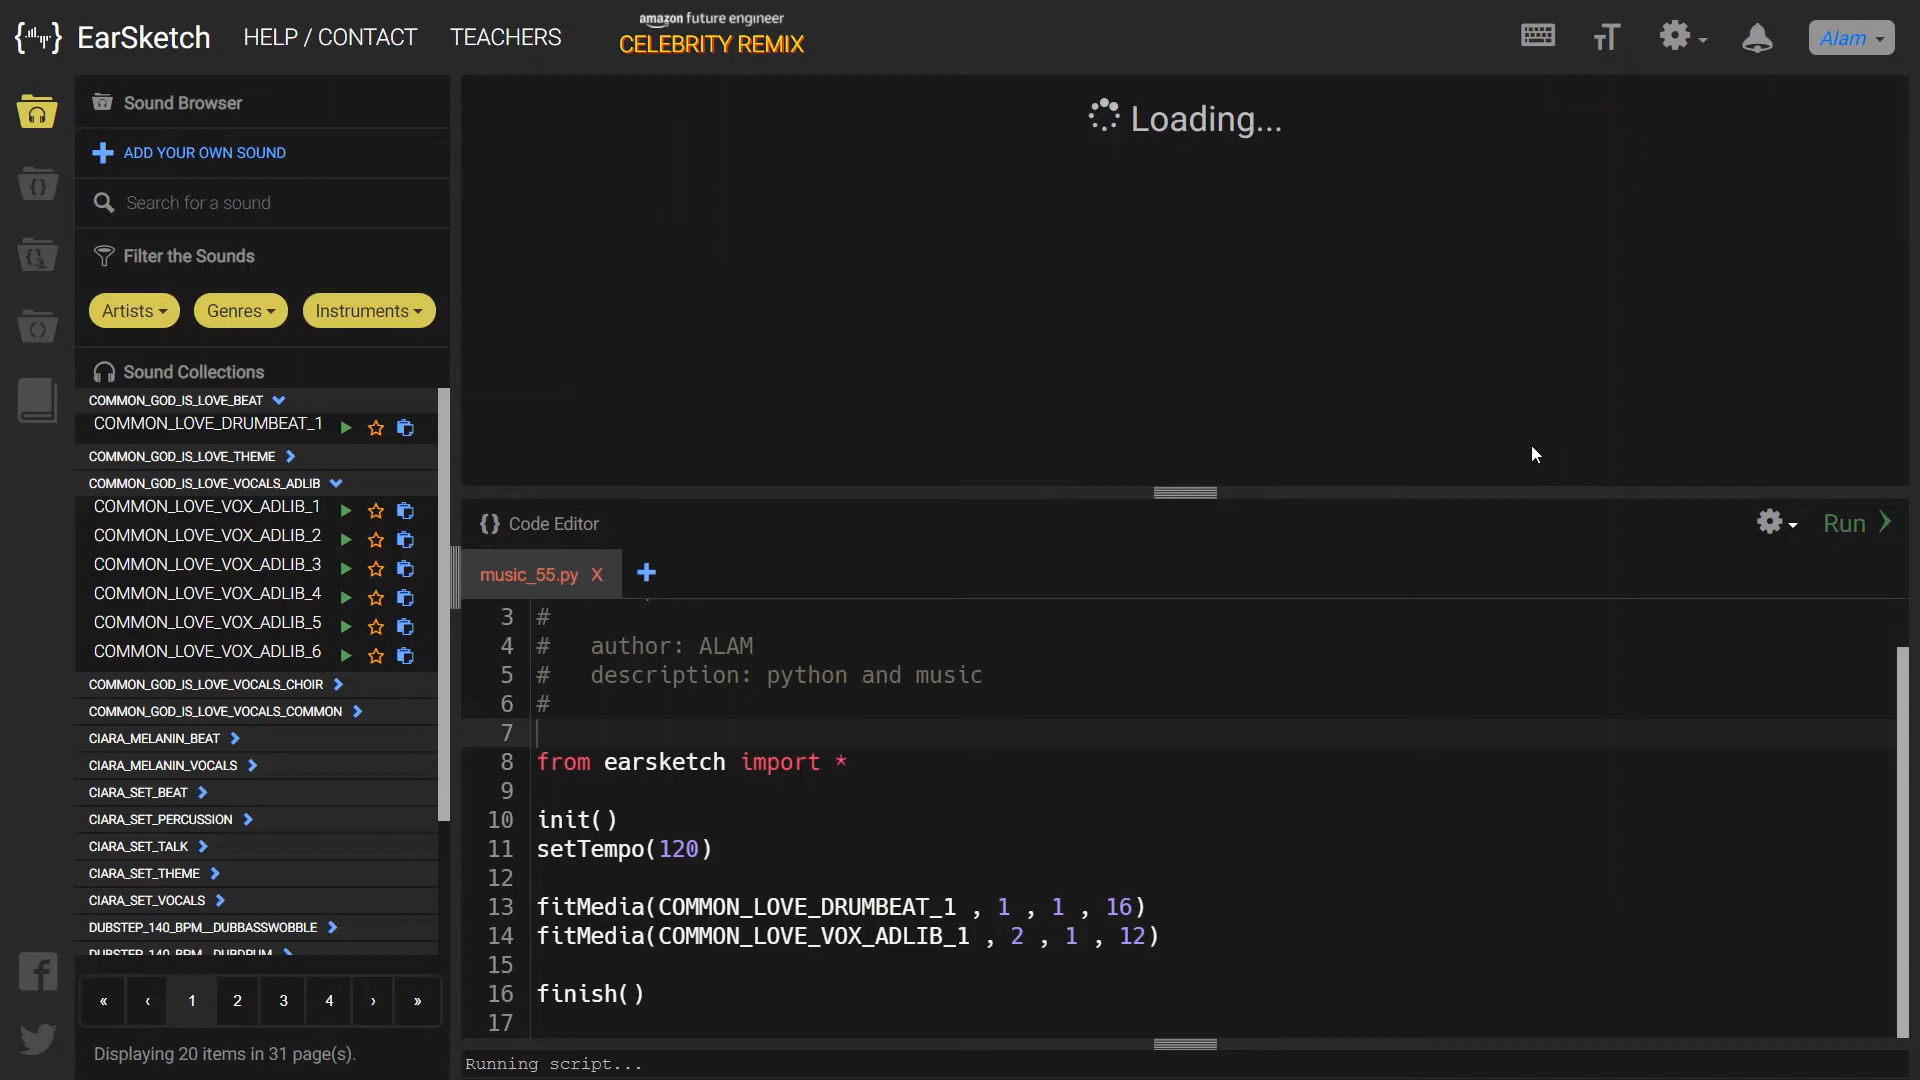 EarSketch HELP / CONTACT TEACHERS
amazon future engineer
CELEBRITY REMIX
Alam
Sound Browser
ADD YOUR OWN SOUND
Search for a sound
Filter the Sounds
Artists Genres Instruments
Sound Collections
COMMON_GOD_IS_LOVE_BEAT
COMMON_LOVE_DRUMBEAT_1
COMMON_GOD_IS_LOVE_THEME
COMMON_GOD_IS_LOVE_VOCALS_ADLIB
COMMON_LOVE_VOX_ADLIB_1
COMMON_LOVE_VOX_ADLIB_2
COMMON_LOVE_VOX_ADLIB_3
COMMON_LOVE_VOX_ADLIB_4
COMMON_LOVE_VOX_ADLIB_5
COMMON_LOVE_VOX_ADLIB_6
COMMON_GOD_IS_LOVE_VOCALS_CHOIR
COMMON_GOD_IS_LOVE_VOCALS_COMMON
CIARA_MELANIN_BEAT
CIARA_MELANIN_VOCALS
CIARA_SET_BEAT
CIARA_SET_PERCUSSION
CIARA_SET_TALK
CIARA_SET_THEME
CIARA_SET_VOCALS
DUBSTEP_140_BPM__DUBBASSWOBBLE
DUBSTEP_140_BPM__DUBDRUM
« ‹ 1 2 3 4 › »
Displaying 20 items in 31 page(s).
Loading...
{} Code Editor
Run
music_55.py X
3 #
4 # author: ALAM
5 # description: python and music
6 #
7
8 from earsketch import *
9
10 init()
11 setTempo(120)
12
13 fitMedia(COMMON_LOVE_DRUMBEAT_1 , 1 , 1 , 16)
14 fitMedia(COMMON_LOVE_VOX_ADLIB_1 , 2 , 1 , 12)
15
16 finish()
17
Running script...